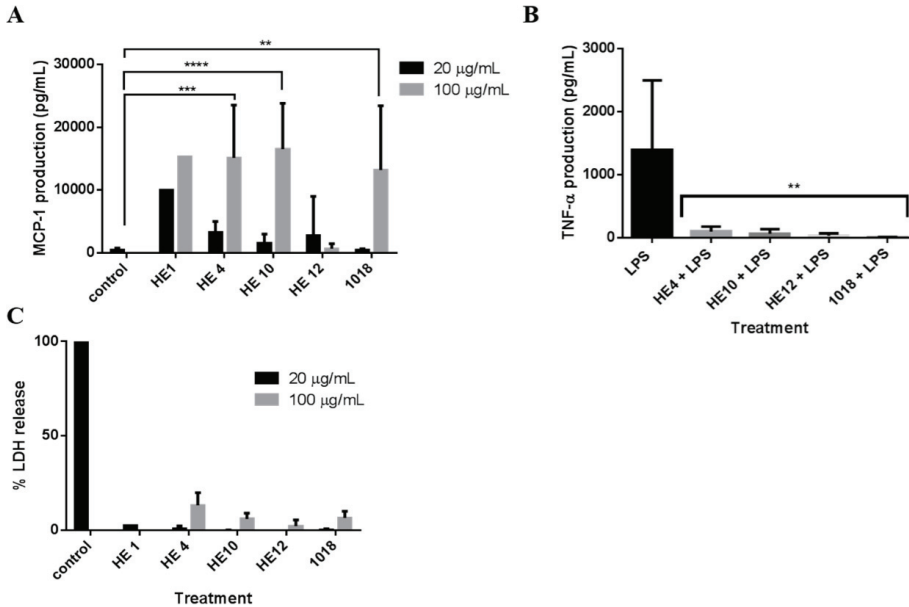 A
**
****
***
MCP-1 production (pg/mL)
30000
20000
10000
0
20 μg/mL
100 μg/mL
control
HE1
HE 4
HE 10
HE 12
1018
B
TNF-α production (pg/mL)
3000
2000
1000
0
**
LPS
HE4 + LPS
HE10 + LPS
HE12 + LPS
1018 + LPS
Treatment
C
% LDH release
100
50
0
20 μg/mL
100 μg/mL
control
HE 1
HE 4
HE10
HE12
1018
Treatment